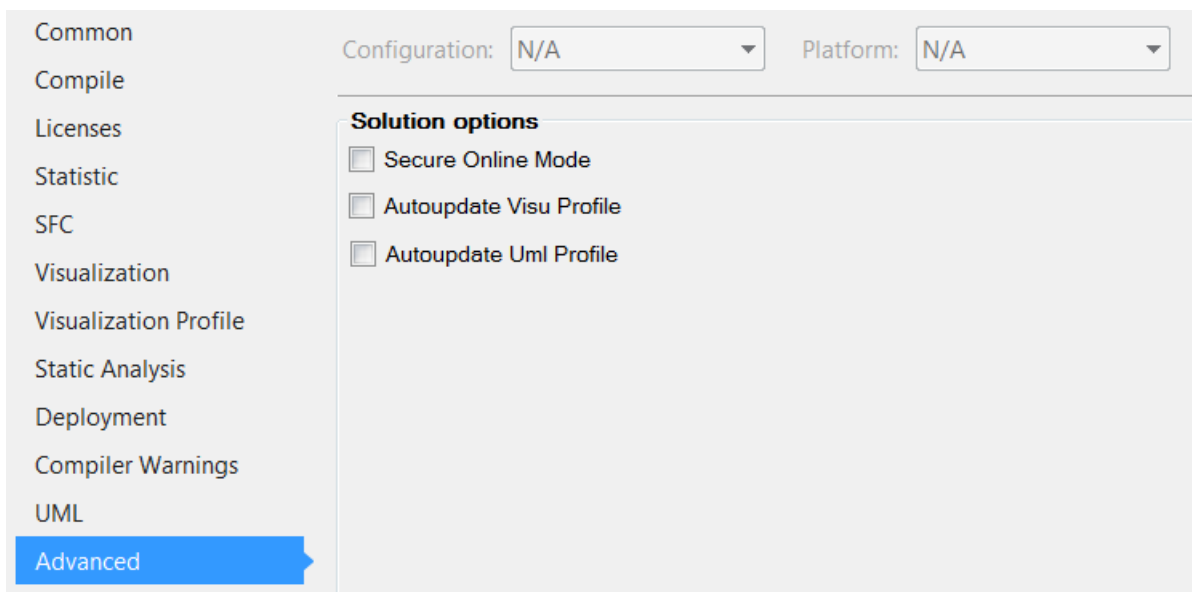 Common
Compile
Licenses
Statistic
SFC
Visualization
Visualization Profile
Static Analysis
Deployment
Compiler Warnings
UML
Advanced
Configuration: N/A Platform: N/A
Solution options
Secure Online Mode
Autoupdate Visu Profile
Autoupdate Uml Profile